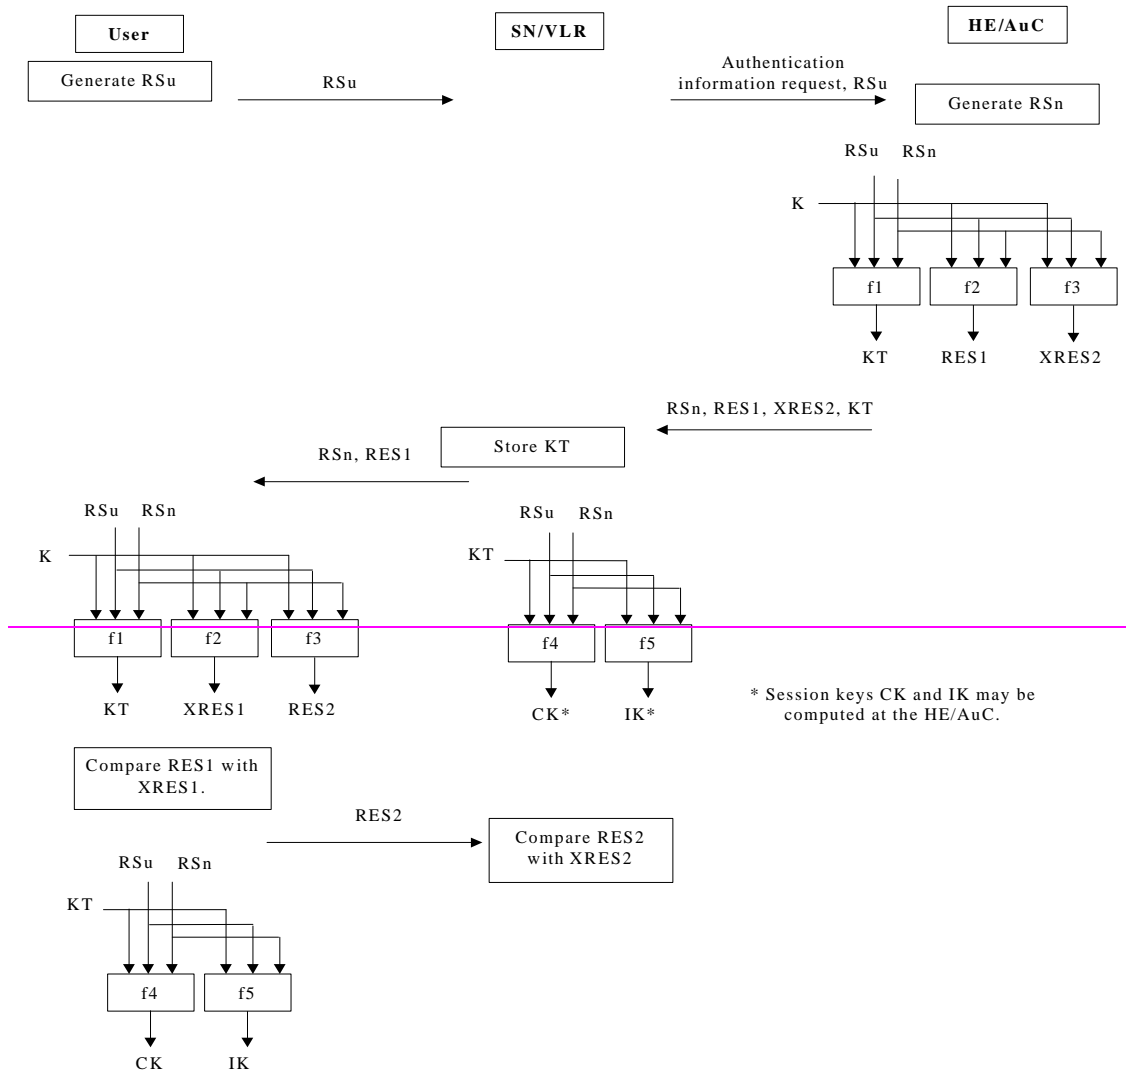 User
SN/VLR
HE/AuC
Generate RSu
RSu
Authentication
information request, RSu
Generate RSn
RSu
RSn
K
f1
f2
f3
KT
RES1
XRES2
RSn, RES1, XRES2, KT
Store KT
RSn, RES1
RSu
RSn
K
f1
f2
f3
KT
XRES1
RES2
RSu
RSn
KT
f4
f5
CK*
IK*
* Session keys CK and IK may be
computed at the HE/AuC.
Compare RES1 with
XRES1.
RES2
Compare RES2
with XRES2
RSu
RSn
KT
f4
f5
CK
IK